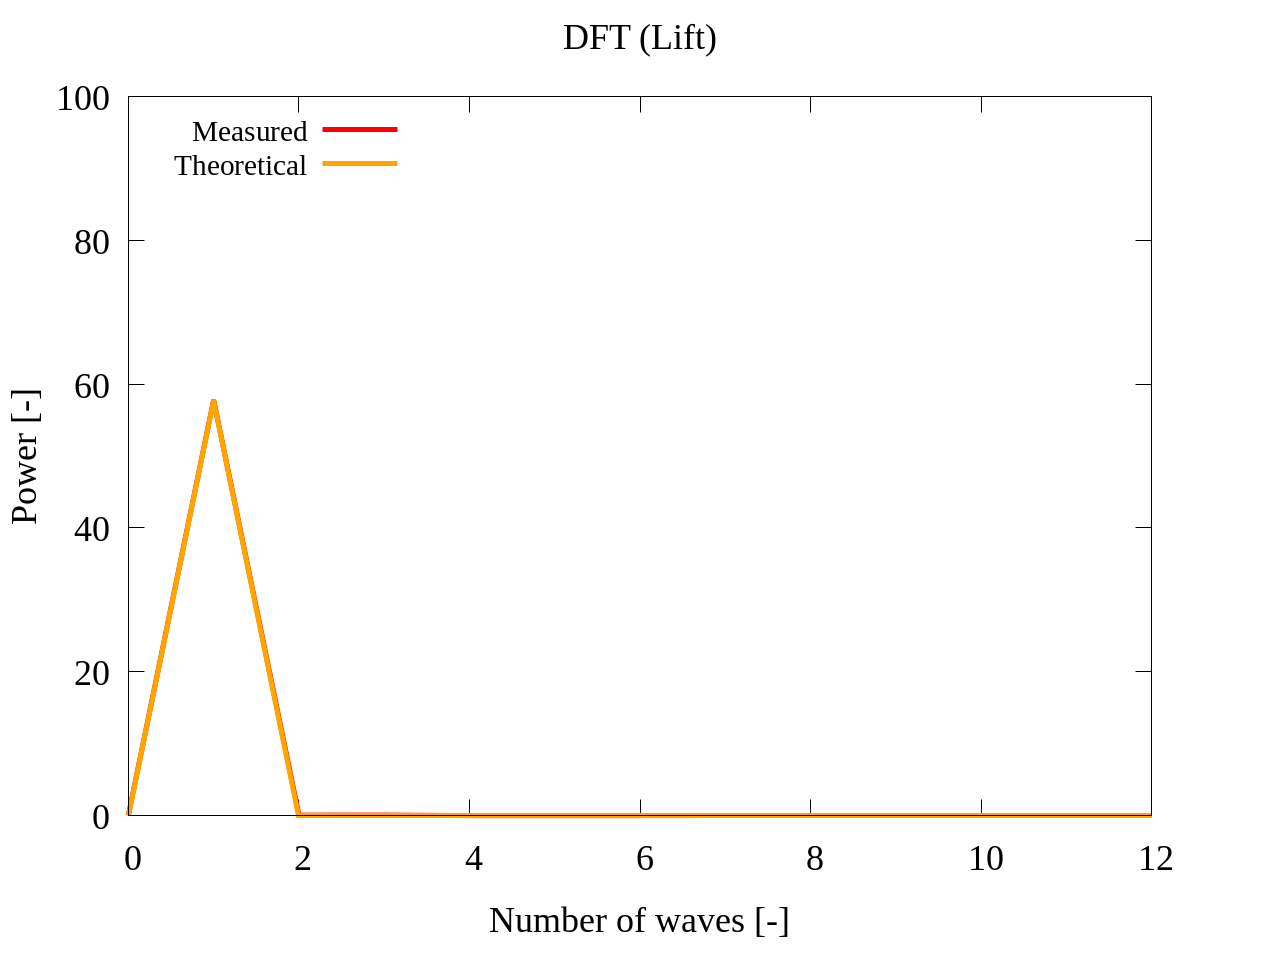 DFT (Lift)
100
80
60
40
20
0
Measured
Theoretical
Power [-]
0 2 4 6 8 10 12
Number of waves [-]